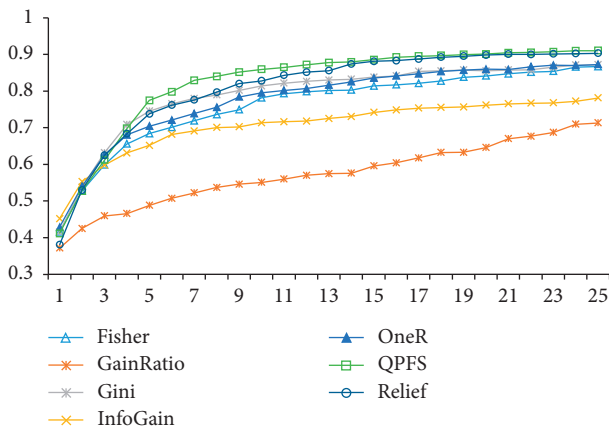 1
0.9
0.8
0.7
0.6
0.5
0.4
0.3
1 3 5 7 9 11 13 15 17 19 21 23 25
Fisher OneR
GainRatio QPFS
Gini Relief
InfoGain